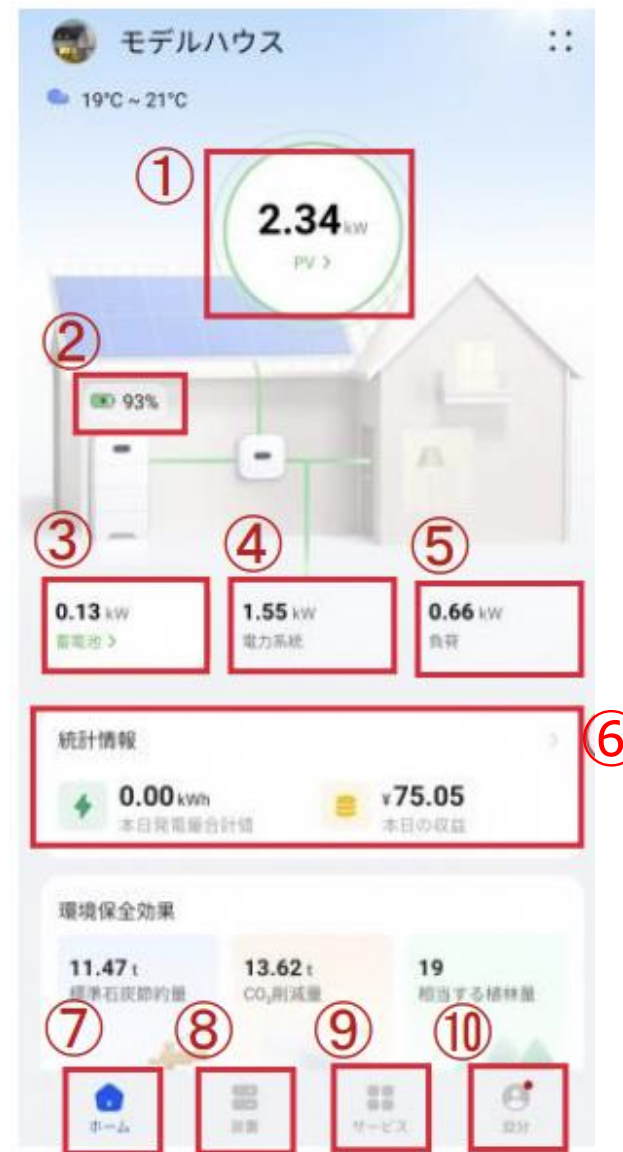 モデルハウス
19°C ~ 21°C
①
2.34 kW
PV >
②
93%
③
④
⑤
0.13 kW
蓄電池 >
1.55 kW
電力系統
0.66 kW
負荷
⑥
統計情報
0.00 kWh
本日発電量合計値
¥75.05
本日の収益
環境保全効果
11.47 t
標準石炭節約量
13.62 t
CO₂削減量
19
相当する植林量
⑦
⑧
⑨
⑩
ホーム
設置
サービス
自分